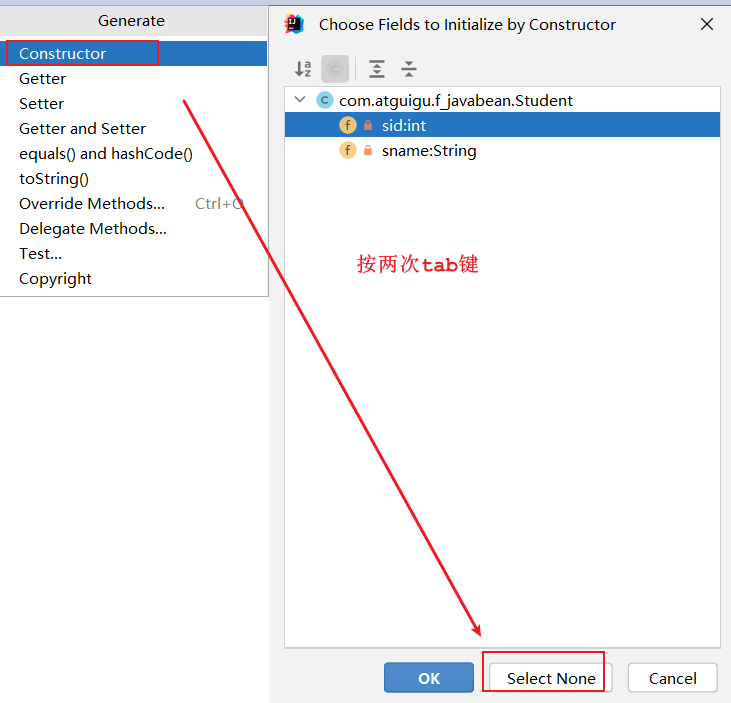 Generate
Constructor
Getter
Setter
Getter and Setter
equals() and hashCode()
toString()
Override Methods... Ctrl+O
Delegate Methods...
Test...
Copyright
Choose Fields to Initialize by Constructor
com.atguigu.f_javabean.Student
sid:int
sname:String
按两次tab键
OK
Select None
Cancel